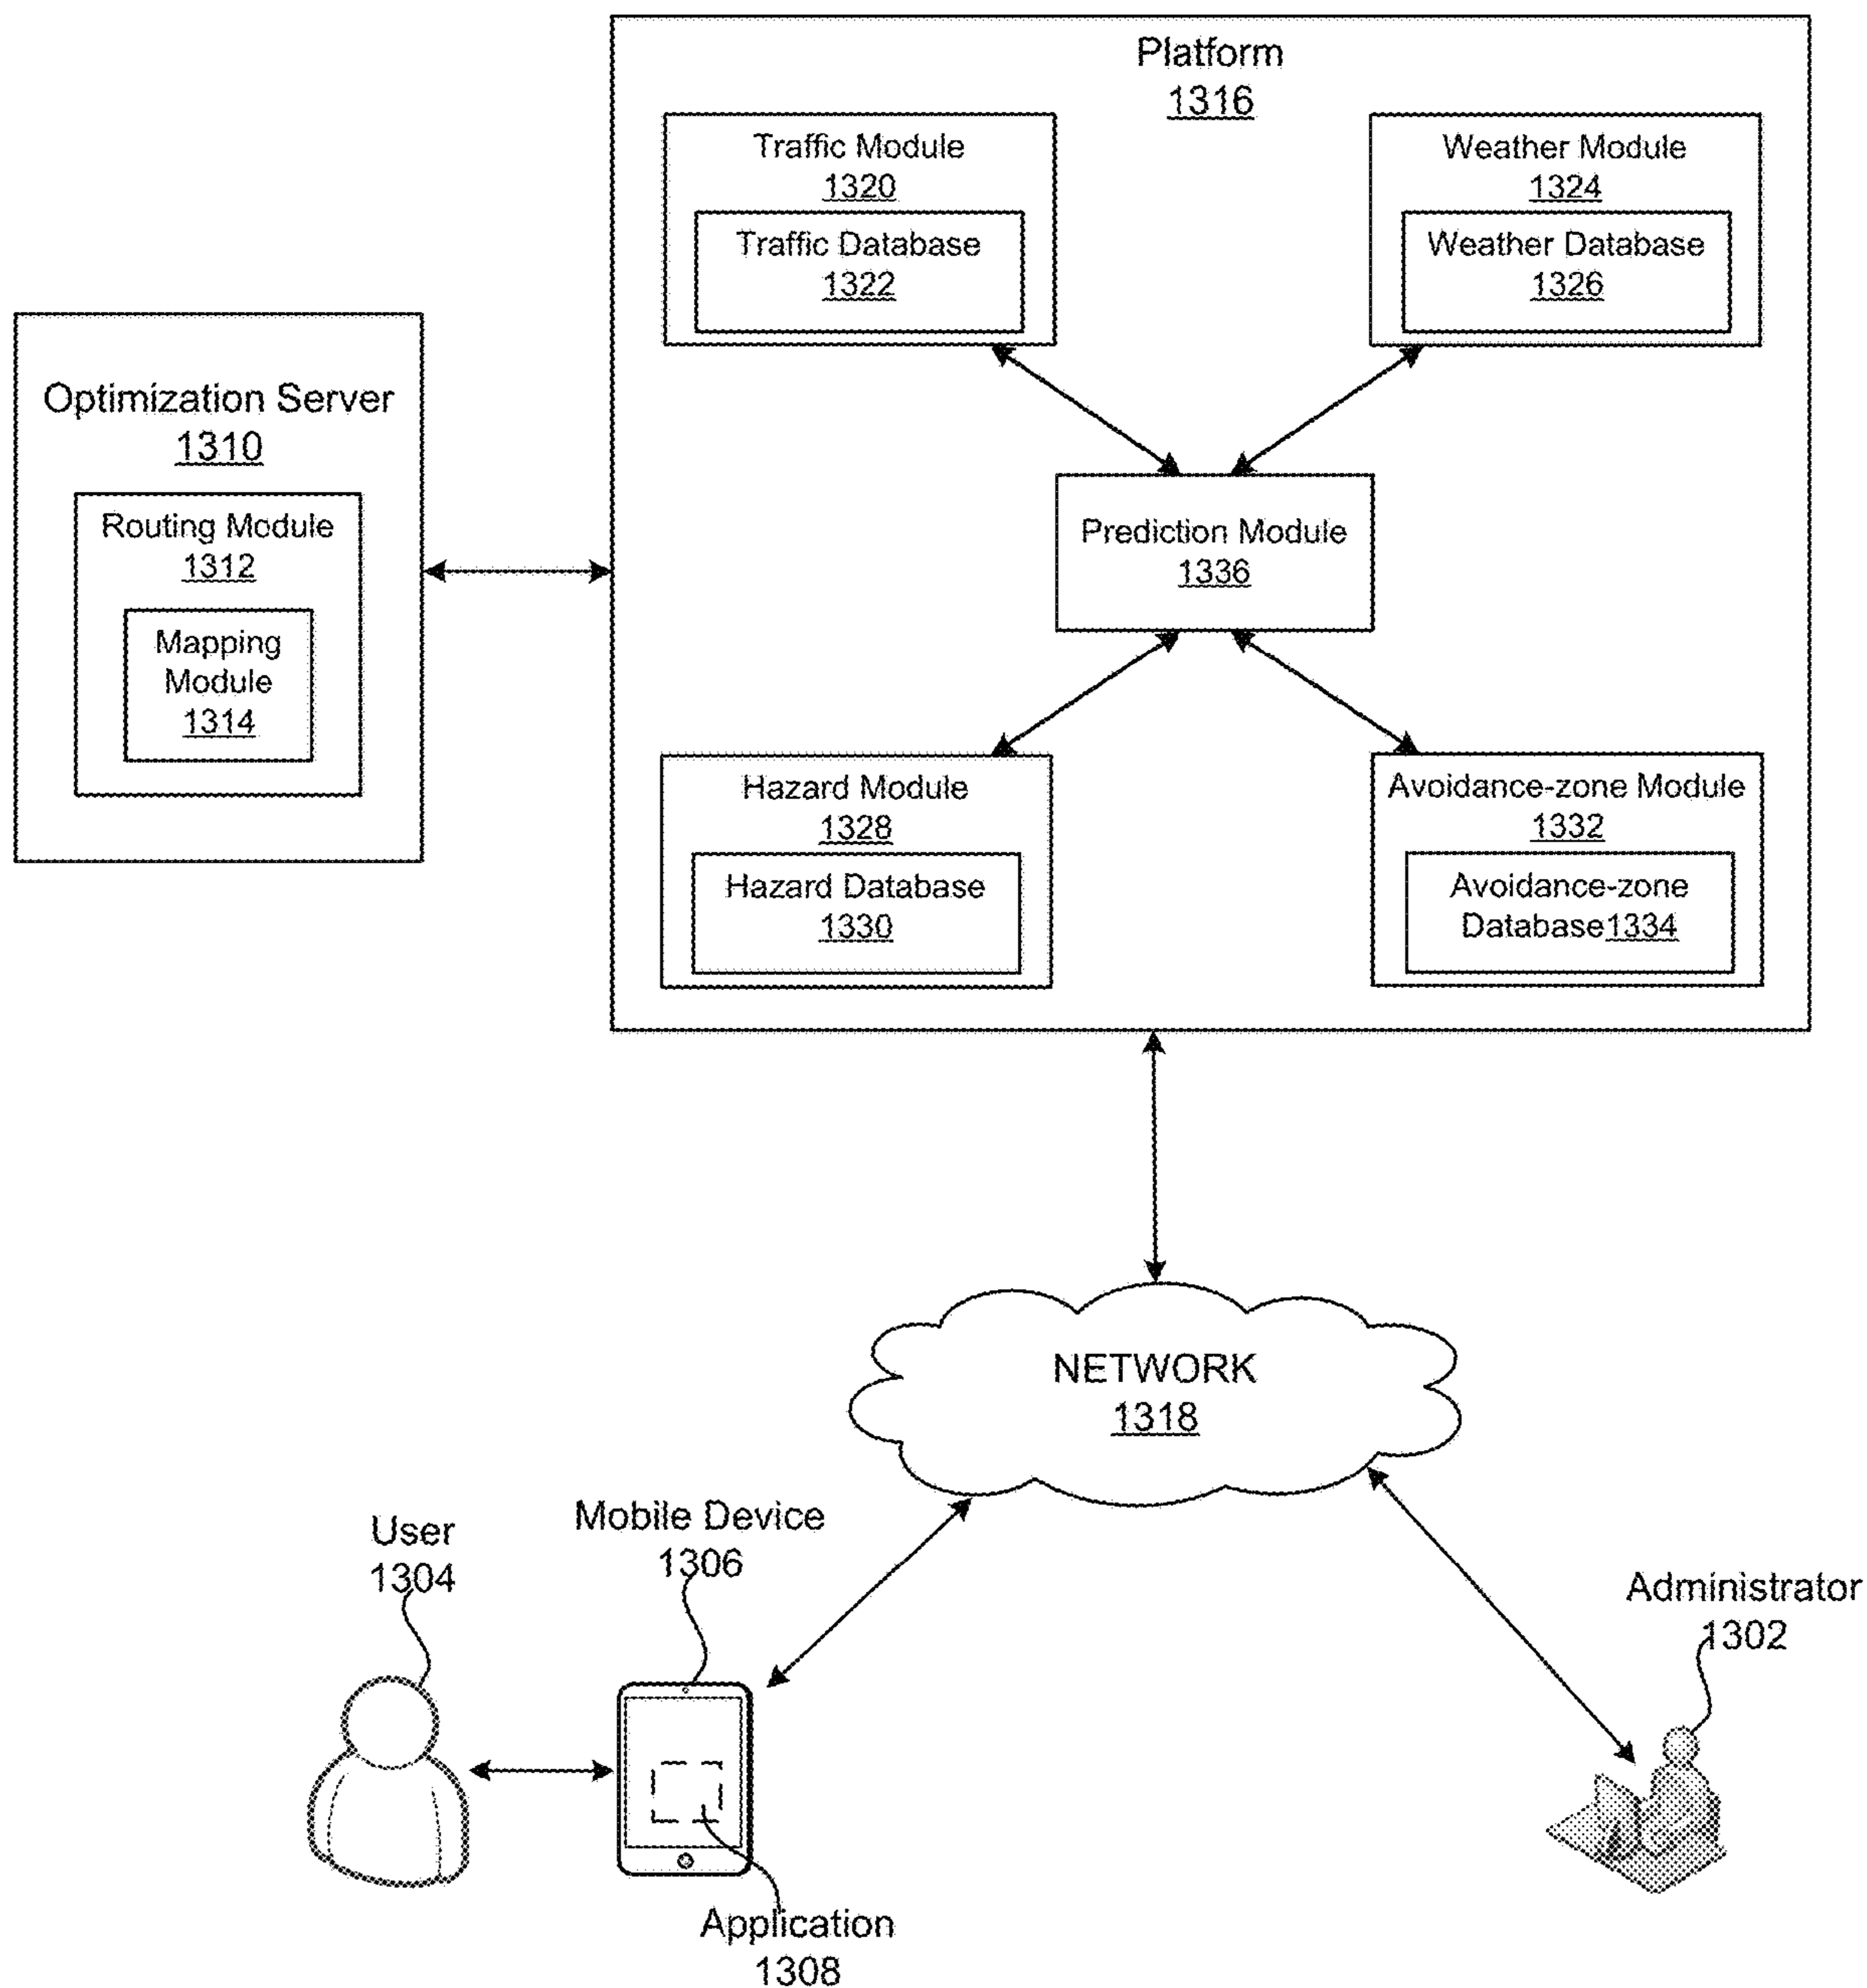 Platform
1316
Traffic Module
1320
Traffic Database
1322
Weather Module
1324
Weather Database
1326
Optimization Server
1310
Routing Module
1312
Mapping
Module
1314
Prediction Module
1336
Hazard Module
1328
Hazard Database
1330
Avoidance-zone Module
1332
Avoidance-zone
Database1334
NETWORK
1318
User
1304
Mobile Device
1306
Administrator
1302
Application
1308